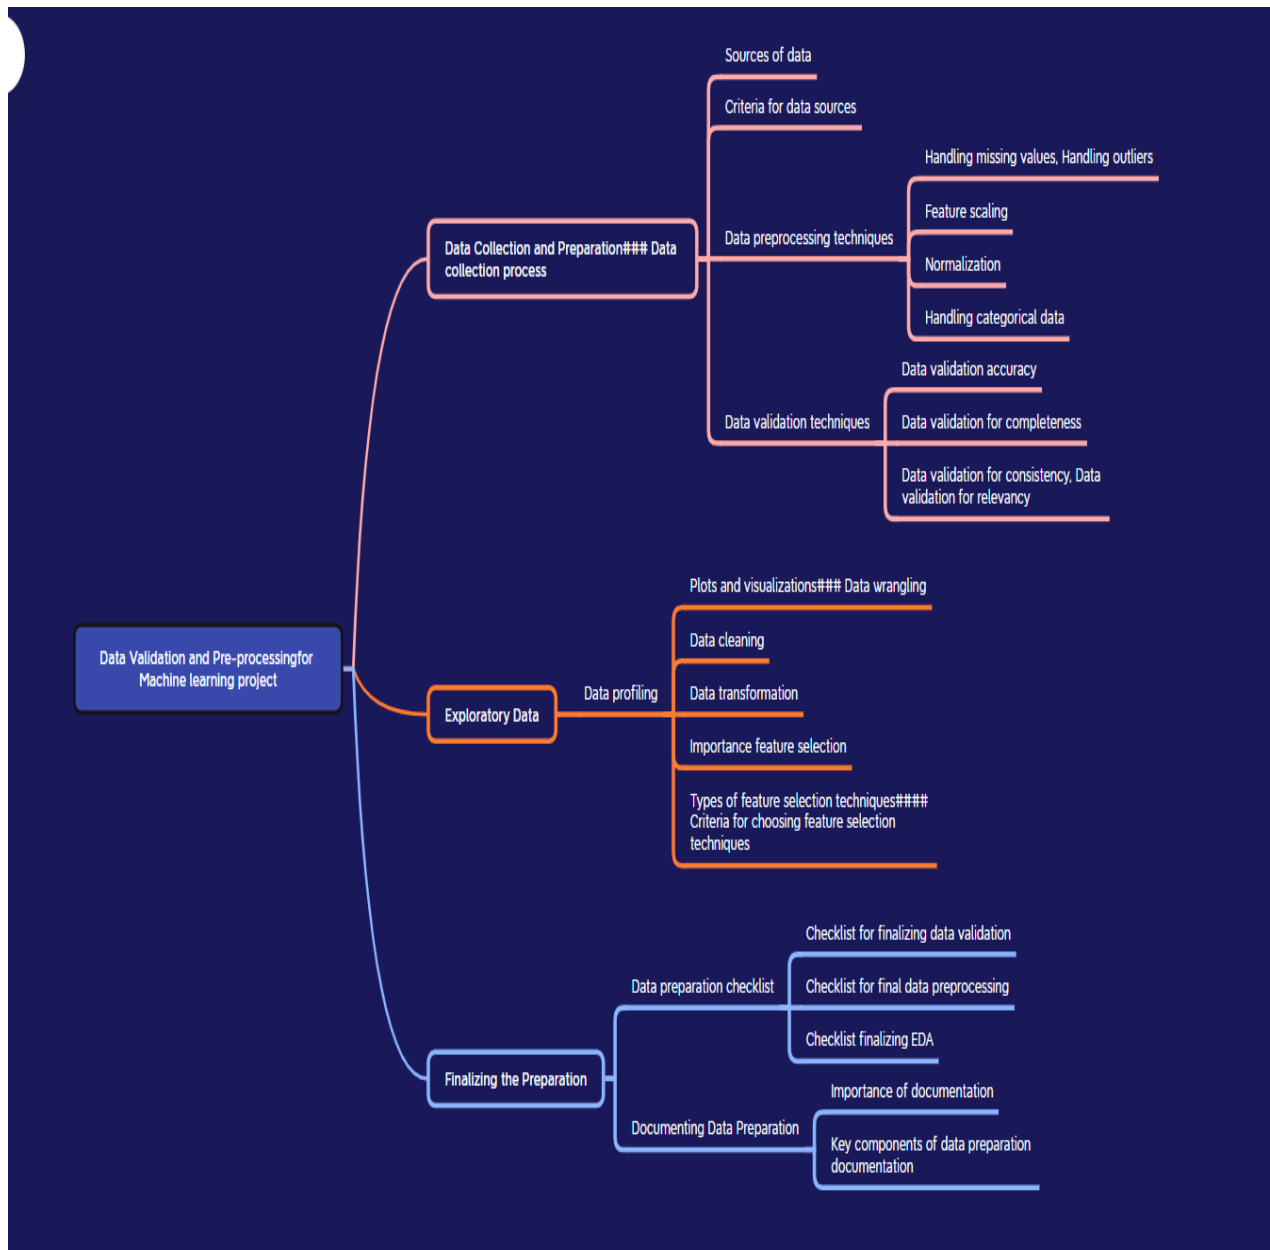 Sources of data
Criteria for data sources
Handling missing values, Handling outliers
Feature scaling
Data preprocessing techniques
Normalization
Handling categorical data
Data Collection and Preparation### Data
collection process
Data validation accuracy
Data validation techniques
Data validation for completeness
Data validation for consistency, Data
validation for relevancy
Data Validation and Pre-processingfor
Machine learning project
Plots and visualizations### Data wrangling
Data cleaning
Exploratory Data
Data profiling
Data transformation
Importance feature selection
Types of feature selection techniques####
Criteria for choosing feature selection
techniques
Checklist for finalizing data validation
Data preparation checklist
Checklist for final data preprocessing
Checklist finalizing EDA
Finalizing the Preparation
Importance of documentation
Documenting Data Preparation
Key components of data preparation
documentation